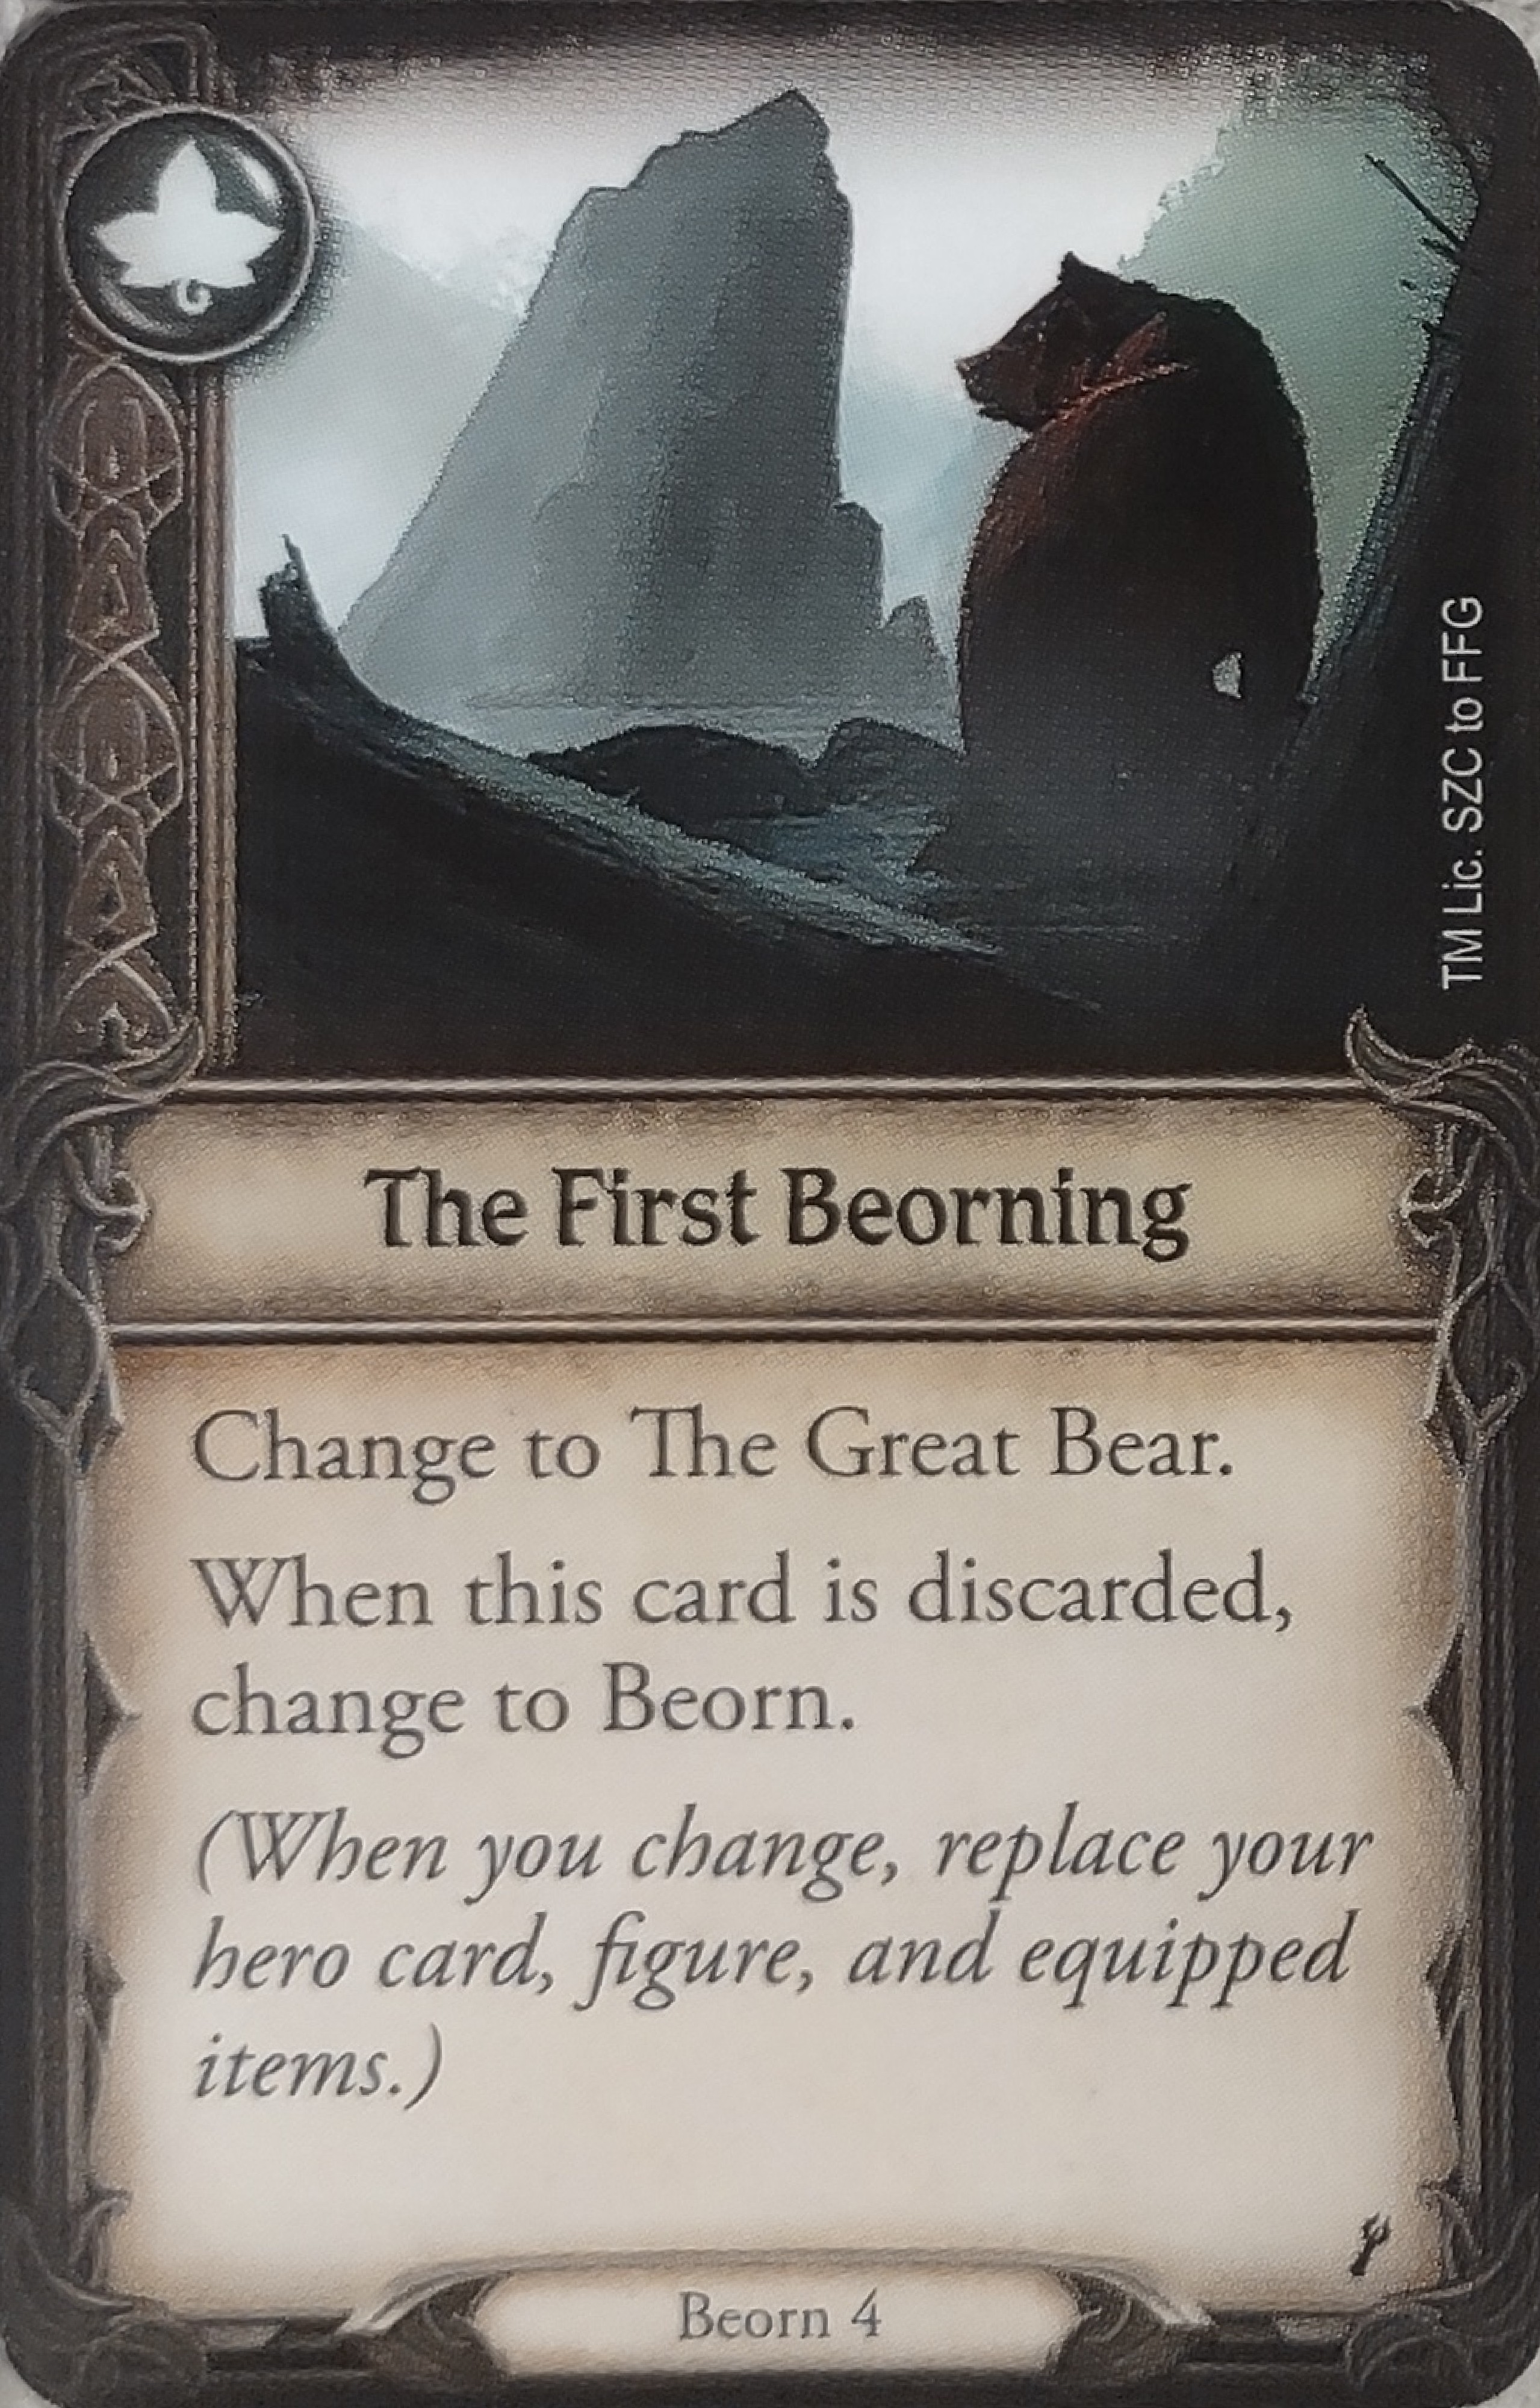 TM Lic. SZC to FFG
The First Beorning
Change to The Great Bear.
When this card is discarded,
change to Beorn.
(When you change, replace your
hero card, figure, and equipped
items.)
Beorn 4